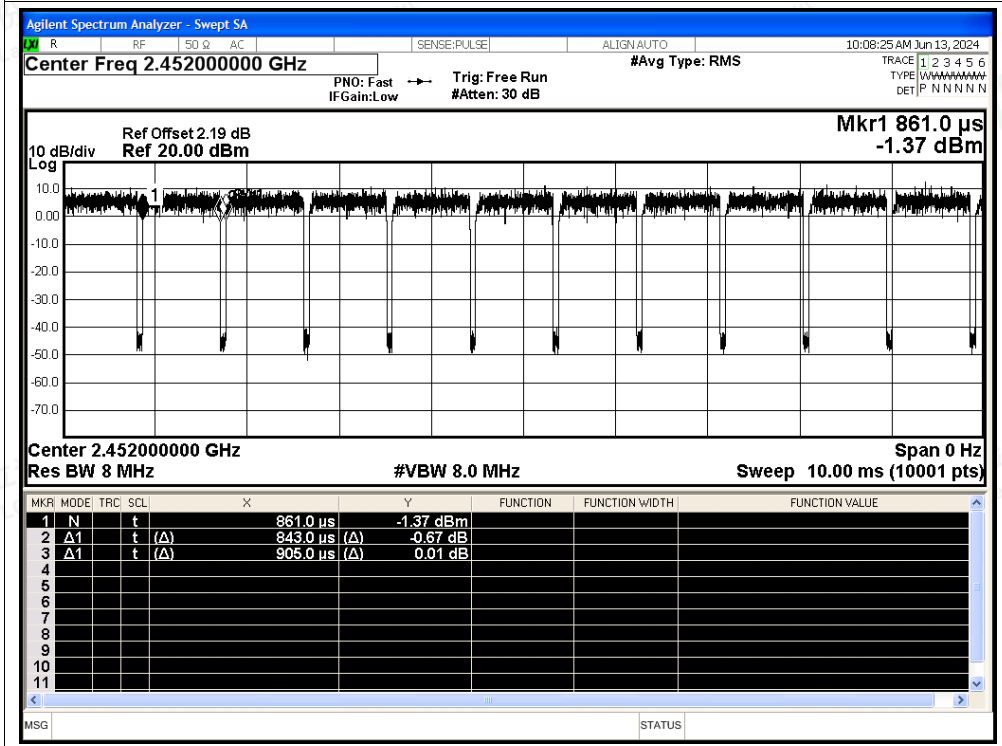 Agilent Spectrum Analyzer - Swept SA
LXI R RF 50 Ω AC SENSE:PULSE ALIGN AUTO 10:08:25 AM Jun 13, 2024
Center Freq 2.452000000 GHz
#Avg Type: RMS
TRACE 1 2 3 4 5 6
PNO: Fast Trig: Free Run
TYPE
IFGain:Low #Atten: 30 dB
DET P N N N N N
Mkr1 861.0 µs
-1.37 dBm
Ref Offset 2.19 dB
10 dB/div Ref 20.00 dBm
Log
10.0
0.00
-10.0
-20.0
-30.0
-40.0
-50.0
-60.0
-70.0
1
Center 2.452000000 GHz Span 0 Hz
Res BW 8 MHz #VBW 8.0 MHz Sweep 10.00 ms (10001 pts)
MKR MODE TRC SCL X Y FUNCTION FUNCTION WIDTH FUNCTION VALUE
1 N t 861.0 µs -1.37 dBm
2 Δ1 t (Δ) 843.0 µs (Δ) -0.67 dB
3 Δ1 t (Δ) 905.0 µs (Δ) 0.01 dB
4
5
6
7
8
9
10
11
MSG STATUS